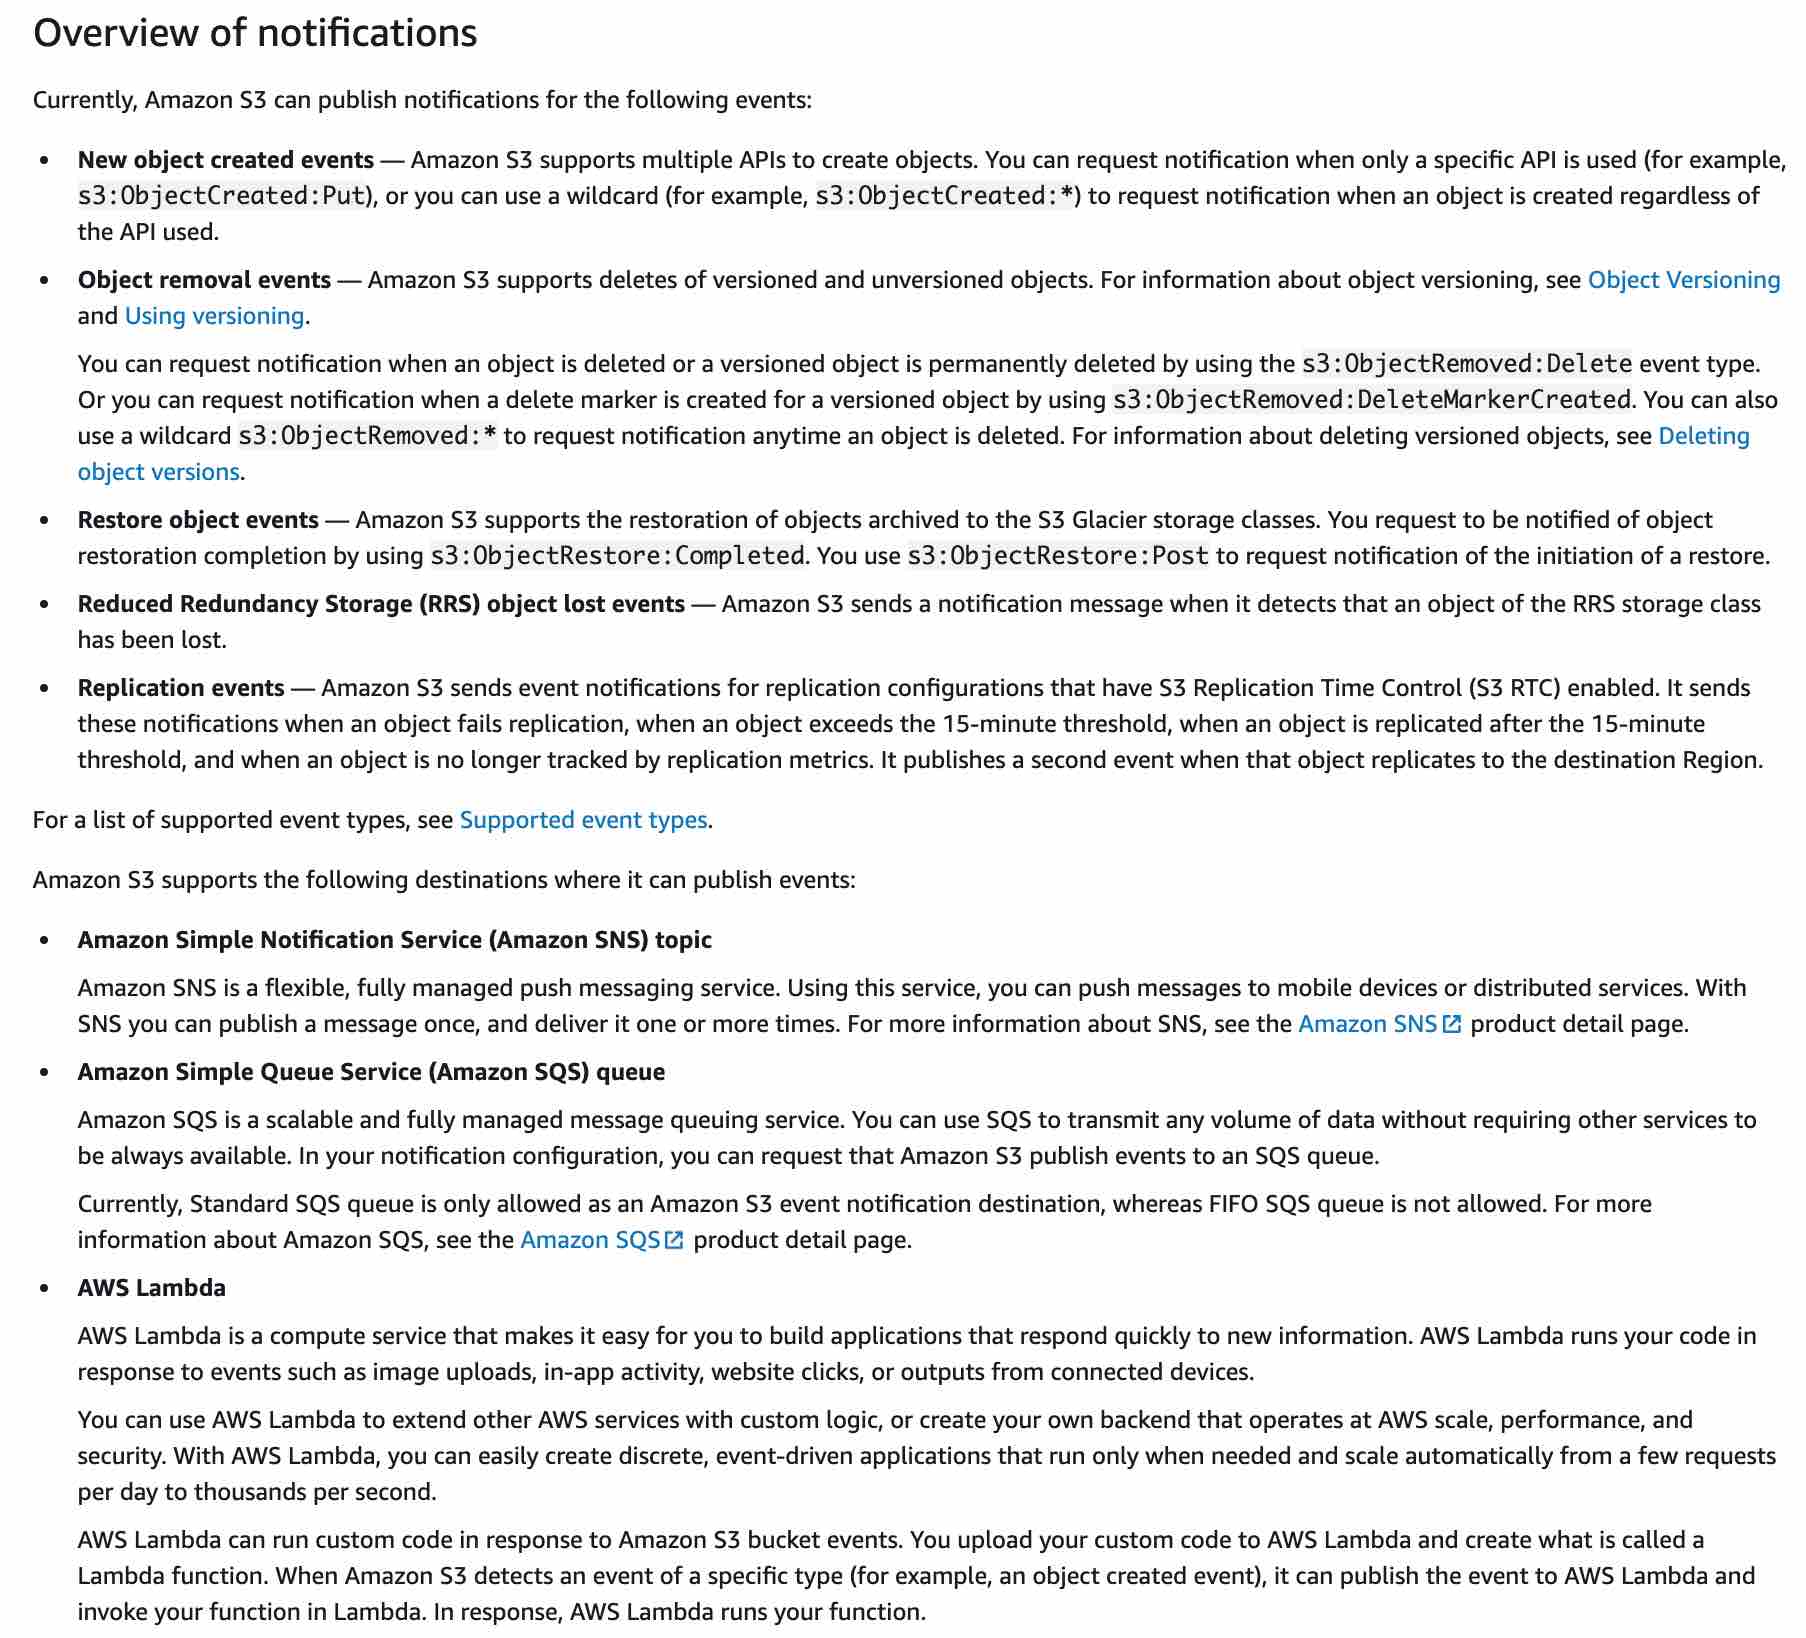 Overview of notifications
Currently, Amazon S3 can publish notifications for the following events:
• New object created events — Amazon S3 supports multiple APIs to create objects. You can request notification when only a specific API is used (for example,
s3:ObjectCreated:Put), or you can use a wildcard (for example, s3:ObjectCreated:*) to request notification when an object is created regardless of
the API used.
• Object removal events — Amazon S3 supports deletes of versioned and unversioned objects. For information about object versioning, see Object Versioning
and Using versioning.
You can request notification when an object is deleted or a versioned object is permanently deleted by using the s3:ObjectRemoved:Delete event type.
Or you can request notification when a delete marker is created for a versioned object by using s3:ObjectRemoved:DeleteMarkerCreated. You can also
use a wildcard s3:ObjectRemoved:* to request notification anytime an object is deleted. For information about deleting versioned objects, see Deleting
object versions.
• Restore object events — Amazon S3 supports the restoration of objects archived to the S3 Glacier storage classes. You request to be notified of object
restoration completion by using s3:ObjectRestore:Completed. You use s3:ObjectRestore:Post to request notification of the initiation of a restore.
• Reduced Redundancy Storage (RRS) object lost events — Amazon S3 sends a notification message when it detects that an object of the RRS storage class
has been lost.
• Replication events — Amazon S3 sends event notifications for replication configurations that have S3 Replication Time Control (S3 RTC) enabled. It sends
these notifications when an object fails replication, when an object exceeds the 15-minute threshold, when an object is replicated after the 15-minute
threshold, and when an object is no longer tracked by replication metrics. It publishes a second event when that object replicates to the destination Region.
For a list of supported event types, see Supported event types.
Amazon S3 supports the following destinations where it can publish events:
• Amazon Simple Notification Service (Amazon SNS) topic
Amazon SNS is a flexible, fully managed push messaging service. Using this service, you can push messages to mobile devices or distributed services. With
SNS you can publish a message once, and deliver it one or more times. For more information about SNS, see the Amazon SNS product detail page.
• Amazon Simple Queue Service (Amazon SQS) queue
Amazon SQS is a scalable and fully managed message queuing service. You can use SQS to transmit any volume of data without requiring other services to
be always available. In your notification configuration, you can request that Amazon S3 publish events to an SQS queue.
Currently, Standard SQS queue is only allowed as an Amazon S3 event notification destination, whereas FIFO SQS queue is not allowed. For more
information about Amazon SQS, see the Amazon SQS product detail page.
• AWS Lambda
AWS Lambda is a compute service that makes it easy for you to build applications that respond quickly to new information. AWS Lambda runs your code in
response to events such as image uploads, in-app activity, website clicks, or outputs from connected devices.
You can use AWS Lambda to extend other AWS services with custom logic, or create your own backend that operates at AWS scale, performance, and
security. With AWS Lambda, you can easily create discrete, event-driven applications that run only when needed and scale automatically from a few requests
per day to thousands per second.
AWS Lambda can run custom code in response to Amazon S3 bucket events. You upload your custom code to AWS Lambda and create what is called a
Lambda function. When Amazon S3 detects an event of a specific type (for example, an object created event), it can publish the event to AWS Lambda and
invoke your function in Lambda. In response, AWS Lambda runs your function.